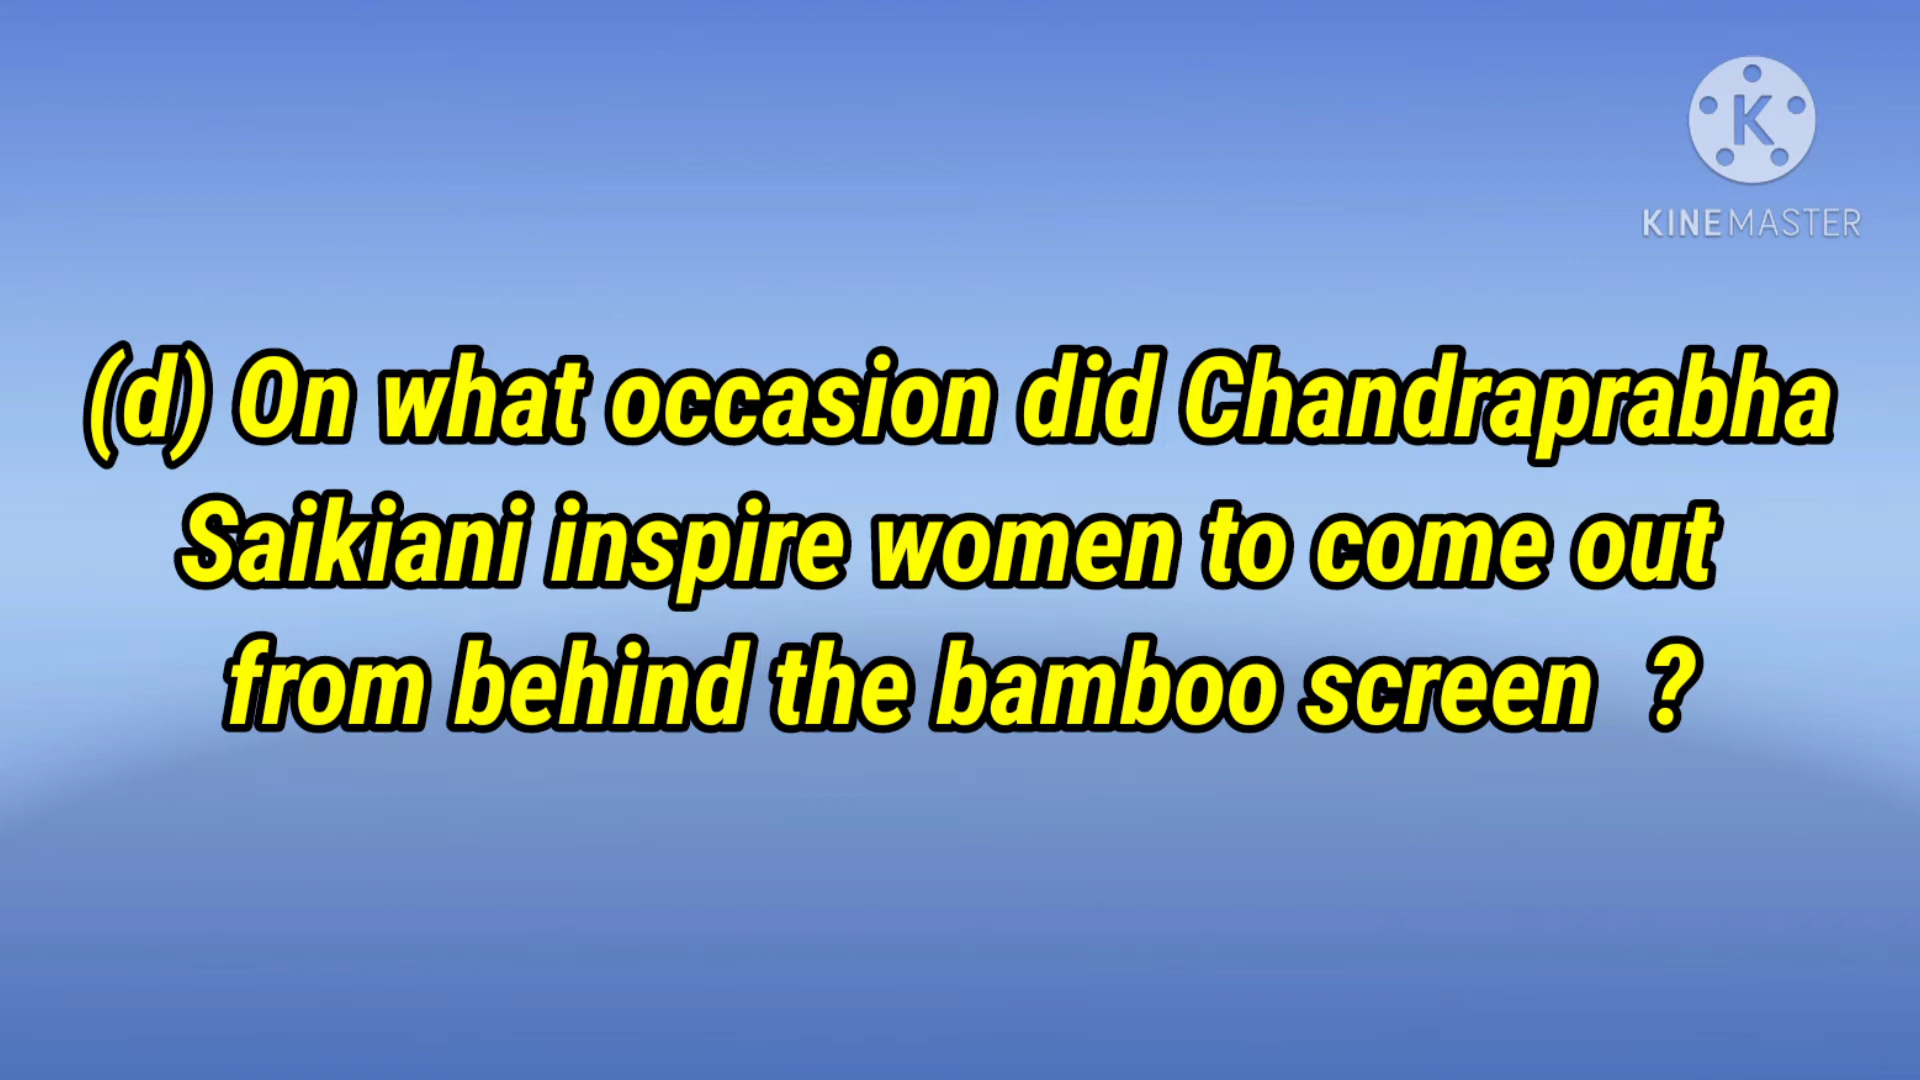 KINEMASTER
(d) On what occasion did Chandraprabha
Saikiani inspire women to come out
from behind the bamboo screen ?